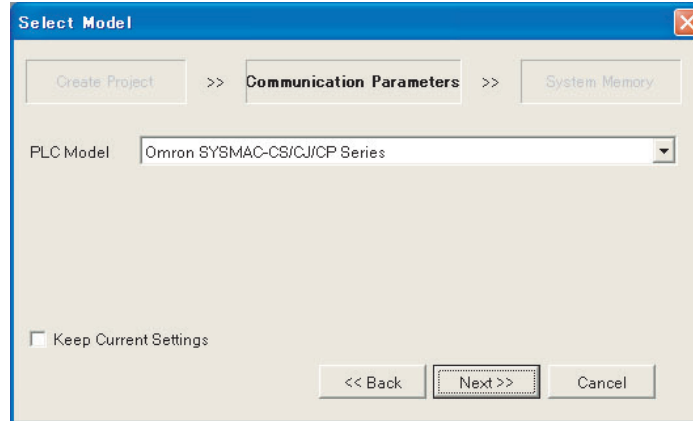 Select Model
Create Project >> Communication Parameters >> System Memory
PLC Model Omron SYSMAC-CS/CJ/CP Series
Keep Current Settings
<< Back Next >> Cancel